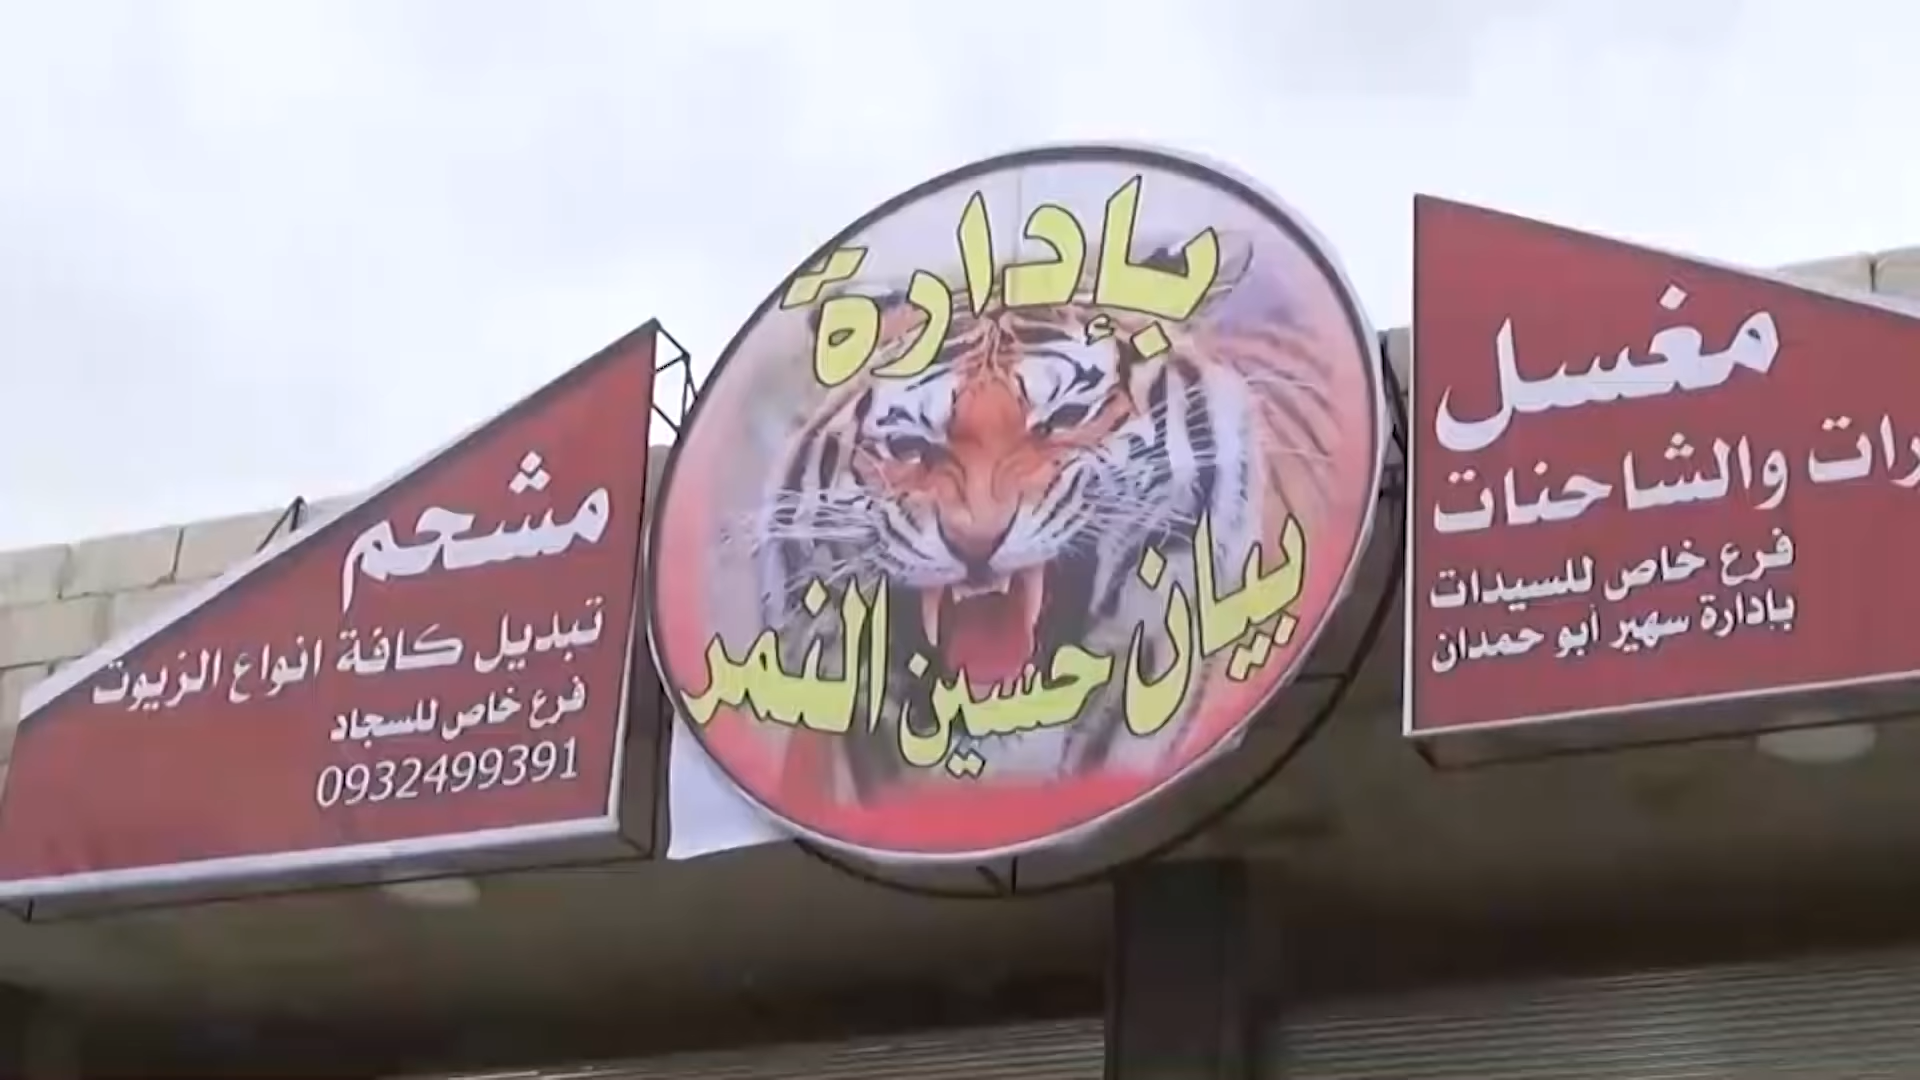 مغسل
والشاحنات
فرع خاص للسيدات
بادارة سهير أبو حمدان
بإدارة
بيان حسين النمر
مشحم
تبديل كافة انواع الزيوت
فرع خاص للسجاد
0932499391